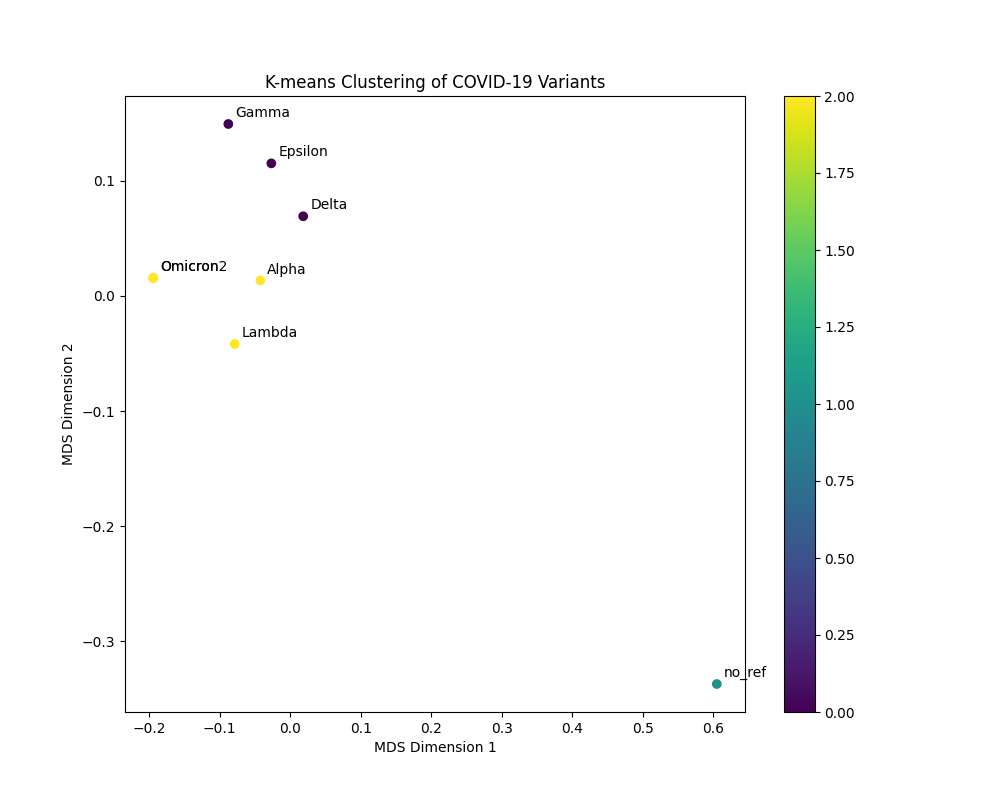 K-means Clustering of COVID-19 Variants
Gamma
Epsilon
Delta
Omicron2
Alpha
Lambda
no_ref
0.1
0.0
−0.1
−0.2
−0.3
MDS Dimension 2
−0.2
−0.1
0.0
0.1
0.2
0.3
0.4
0.5
0.6
MDS Dimension 1
2.00
1.75
1.50
1.25
1.00
0.75
0.50
0.25
0.00